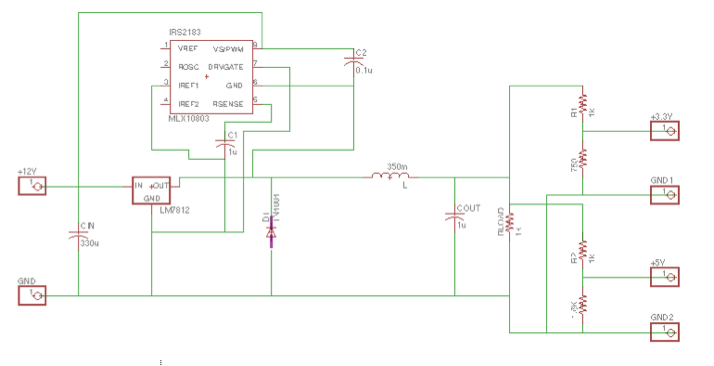 IRS2183
1 VREF VS/PWM 8
2 ROSC DRVGATE 7
3 IREF1 GND 6
4 IREF2 RSENSE 5
MLX10803
C2
0.1u
C1
1u
R1
1k
+3.3V
1
750
+12V
1
IN +OUT
GND
LM7812
350m
L
GND1
1
CIN
330u
D1
COUT
1u
RLOAD
1k
R2
1k
+5V
1
GND
1
GND2
1